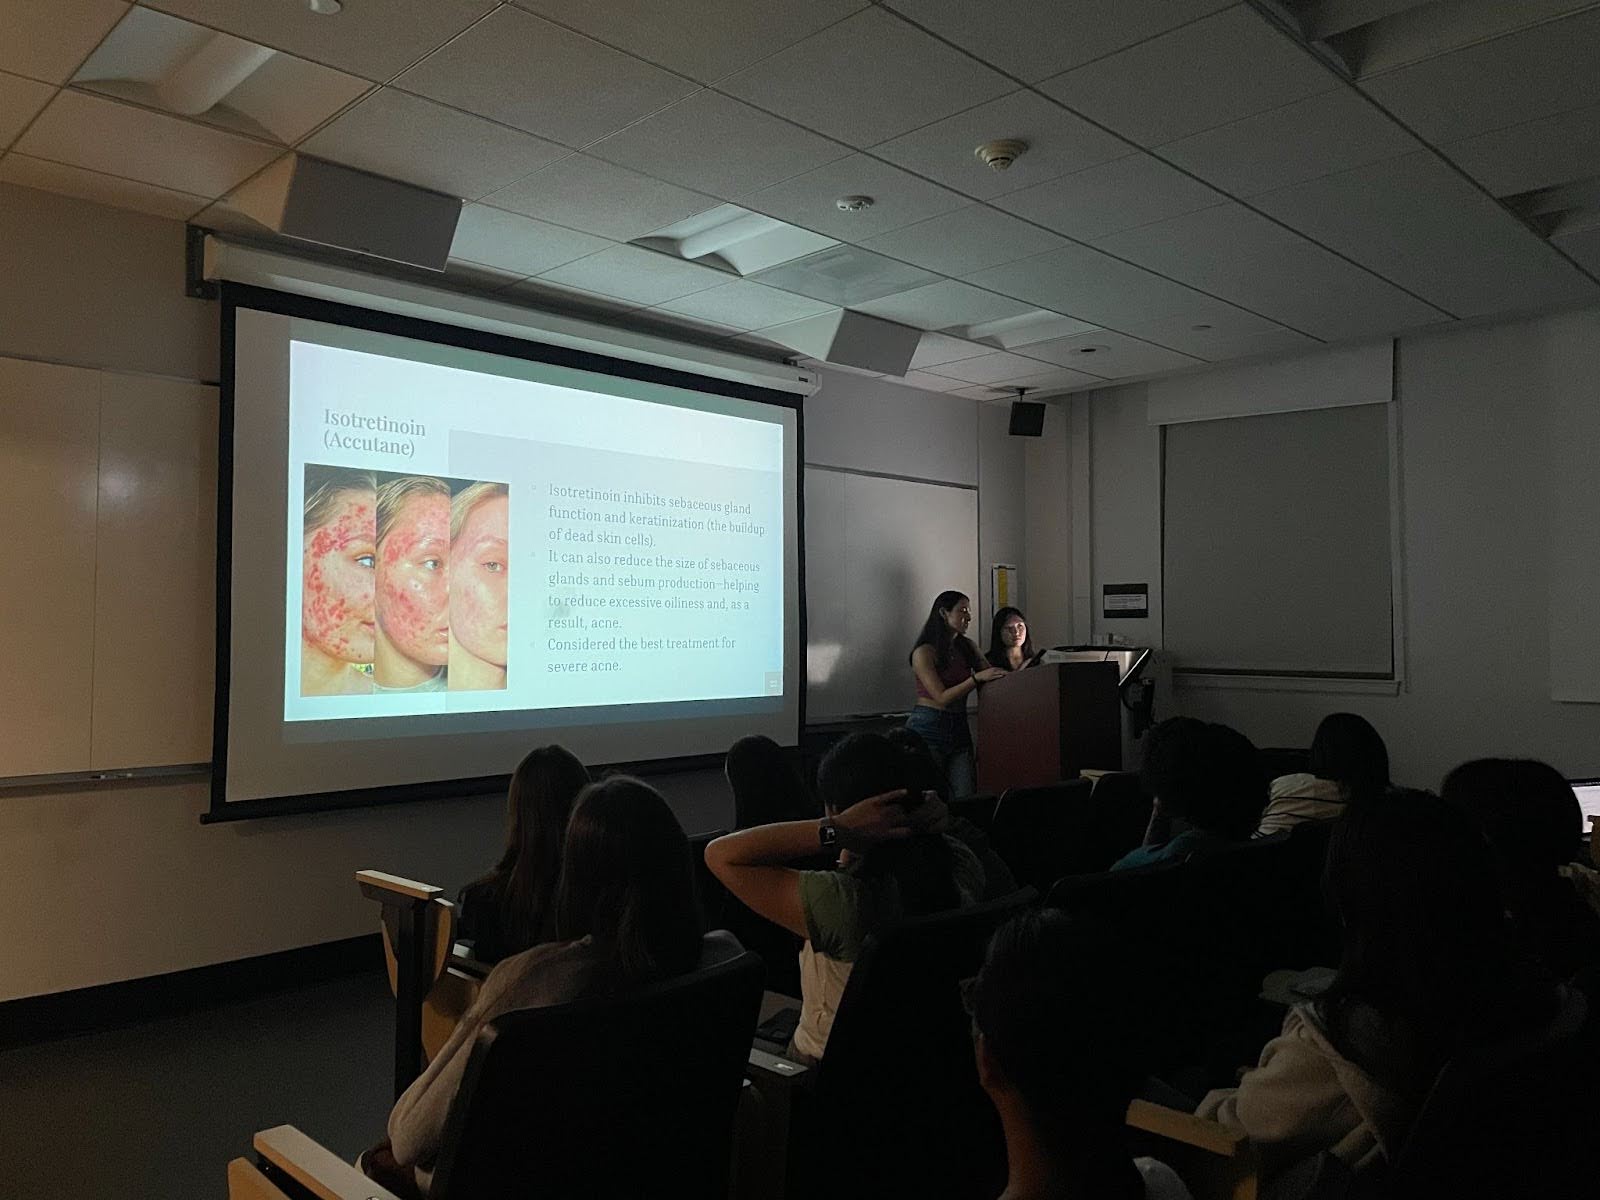 Isotretinoin
(Accutane)
Isotretinoin inhibits sebaceous gland
function and keratinization (the buildup
of dead skin cells).
It can also reduce the size of sebaceous
glands and sebum production—helping
to reduce excessive oiliness and, as a
result, acne.
Considered the best treatment for
severe acne.